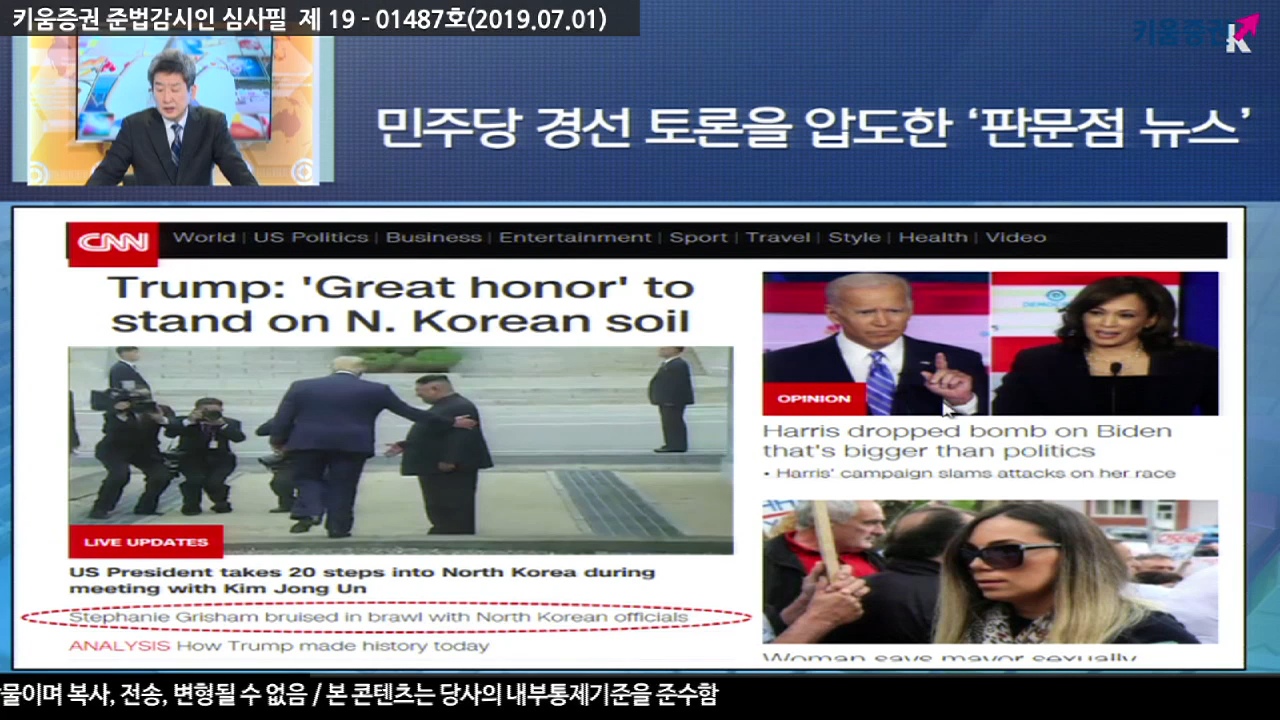 키움증권 준법감시인 심사필 제 19 - 01487호(2019.07.01)
키움증권
민주당 경선 토론을 압도한 ‘판문점 뉴스’
CNN World | US Politics | Business | Entertainment | Sport | Travel | Style | Health | Video
Trump: 'Great honor' to
stand on N. Korean soil
LIVE UPDATES
US President takes 20 steps into North Korea during
meeting with Kim Jong Un
Stephanie Grisham bruised in brawl with North Korean officials
ANALYSIS How Trump made history today
OPINION
Harris dropped bomb on Biden
that's bigger than politics
• Harris' campaign slams attacks on her race
Woman says mayor sexually
물이며 복사, 전송, 변형될 수 없음 / 본 콘텐츠는 당사의 내부통제기준을 준수함